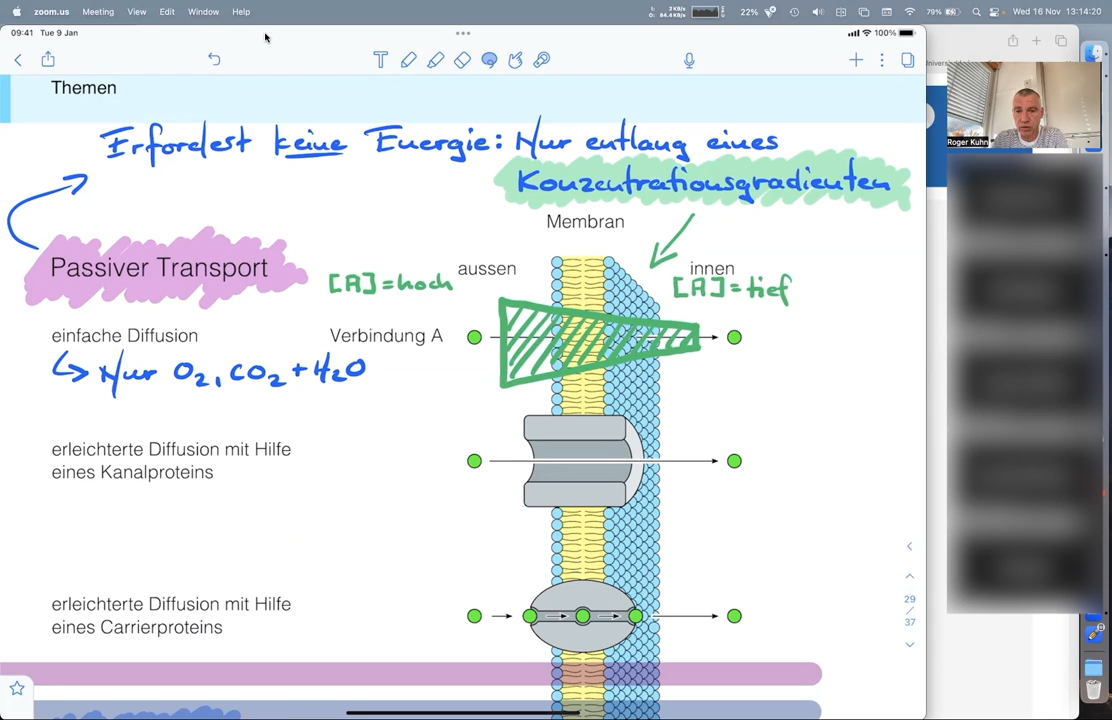 zoom.us Meeting View Edit Window Help
22% 79% Wed 16 Nov 13:14:20
09:41 Tue 9 Jan
100%
Themen
Erfordert keine Energie: Nur entlang eines
Konzentrationsgradienten
Membran
Passiver Transport
aussen
innen
[A]=hoch
[A]=tief
einfache Diffusion
Verbindung A
↳ Nur O2, CO2 + H2O
erleichterte Diffusion mit Hilfe
eines Kanalproteins
erleichterte Diffusion mit Hilfe
eines Carrierproteins
29
/
37
Roger Kuhn